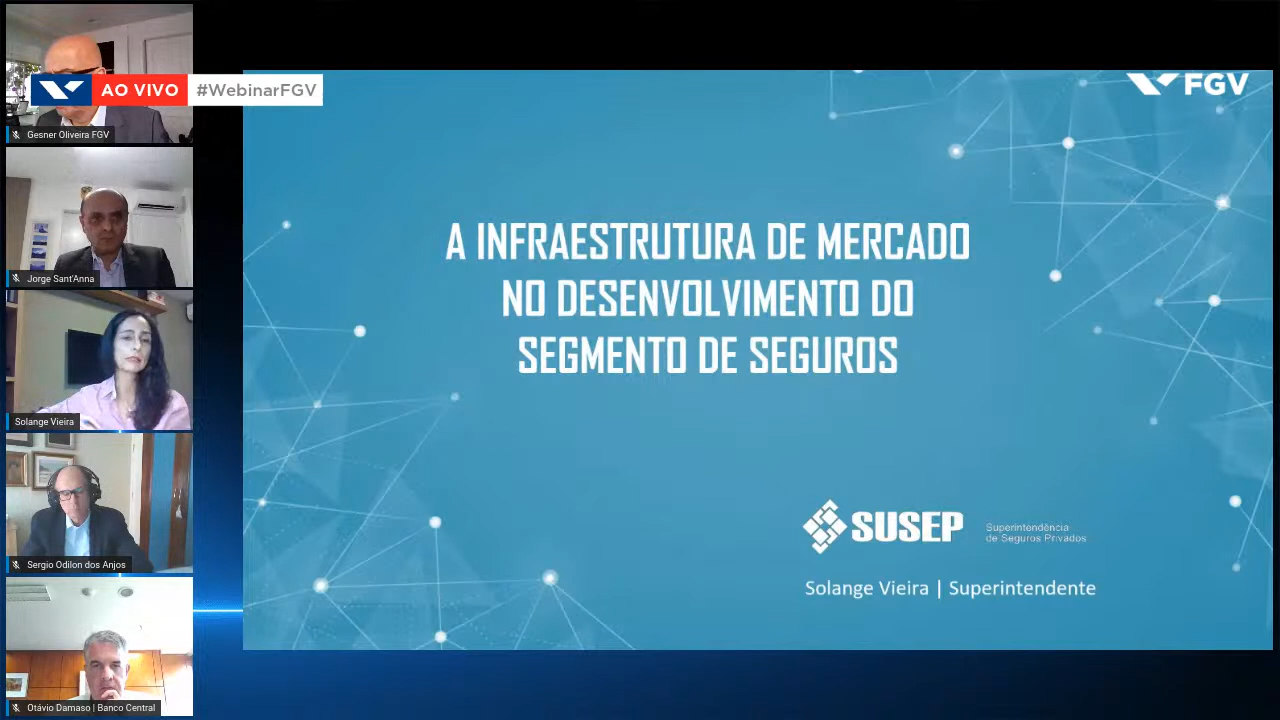 AO VIVO
#WebinarFGV
Gesner Oliveira FGV
Jorge Sant'Anna
Solange Vieira
Sergio Odilon dos Anjos
Otávio Damaso | Banco Central
FGV
A INFRAESTRUTURA DE MERCADO
NO DESENVOLVIMENTO DO
SEGMENTO DE SEGUROS
SUSEP
Superintendência
de Seguros Privados
Solange Vieira | Superintendente